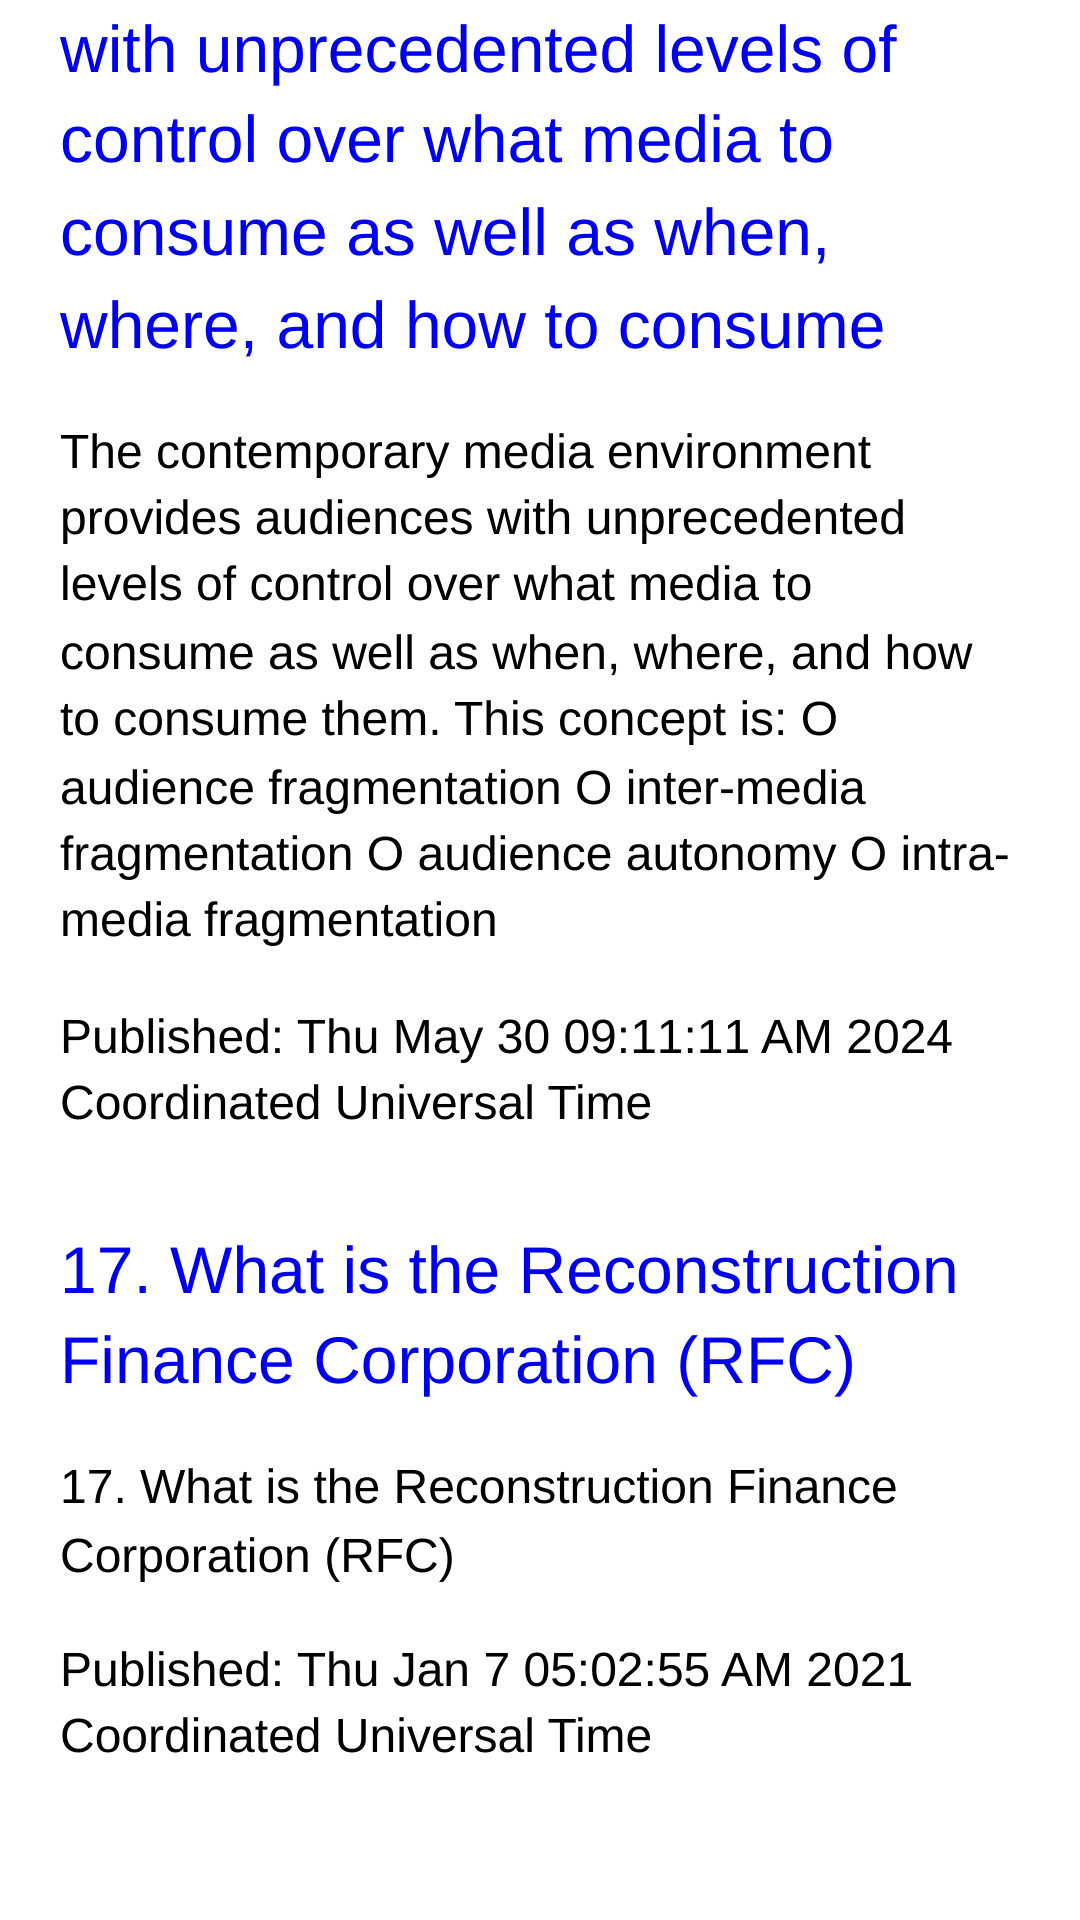 with unprecedented levels of
control over what media to
consume as well as when,
where, and how to consume
The contemporary media environment
provides audiences with unprecedented
levels of control over what media to
consume as well as when, where, and how
to consume them. This concept is: O
audience fragmentation O inter-media
fragmentation O audience autonomy O intra-
media fragmentation
Published: Thu May 30 09:11:11 AM 2024
Coordinated Universal Time
17. What is the Reconstruction
Finance Corporation (RFC)
17. What is the Reconstruction Finance
Corporation (RFC)
Published: Thu Jan 7 05:02:55 AM 2021
Coordinated Universal Time